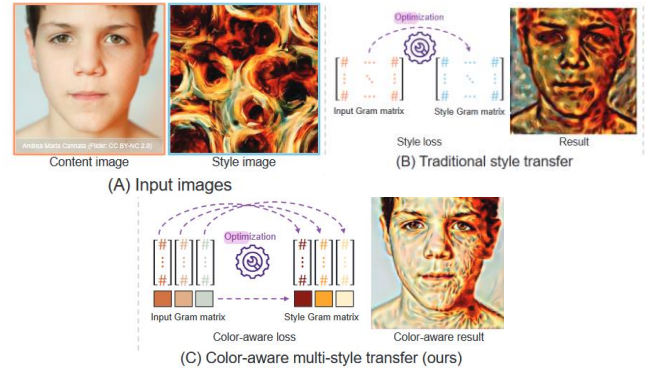 Andrea Maria Cannata (Flickr: CC BY-NC 2.0)
Content image
Style image
(A) Input images
Optimization
# ... #
# ... #
Input Gram matrix
Style Gram matrix
Style loss
Result
(B) Traditional style transfer
Optimization
# # #
# # #
# # #
# # #
Input Gram matrix
Style Gram matrix
Color-aware loss
Color-aware result
(C) Color-aware multi-style transfer (ours)